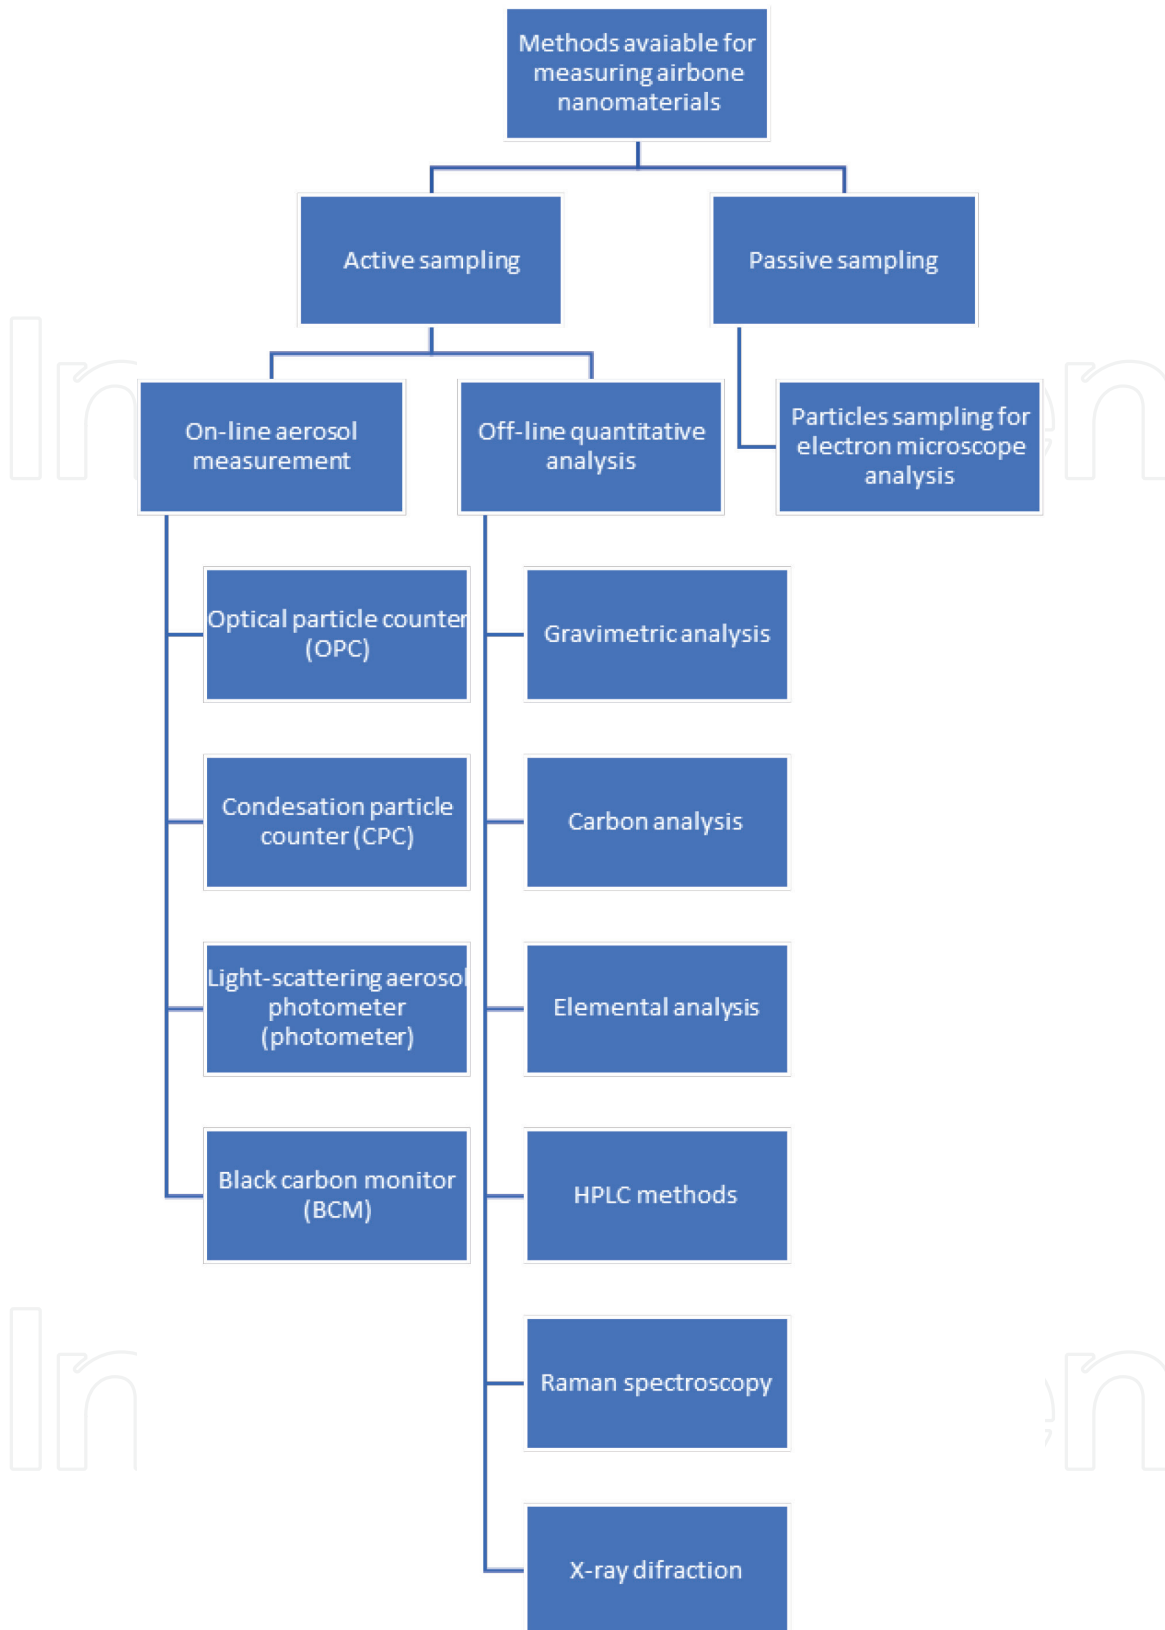 Methods avaiable for
measuring airbone
nanomaterials
Active sampling
Passive sampling
On-line aerosol
measurement
Off-line quantitative
analysis
Particles sampling for
electron microscope
analysis
Optical particle counter
(OPC)
Gravimetric analysis
Condesation particle
counter (CPC)
Carbon analysis
Light-scattering aerosol
photometer
(photometer)
Elemental analysis
Black carbon monitor
(BCM)
HPLC methods
Raman spectroscopy
X-ray difraction